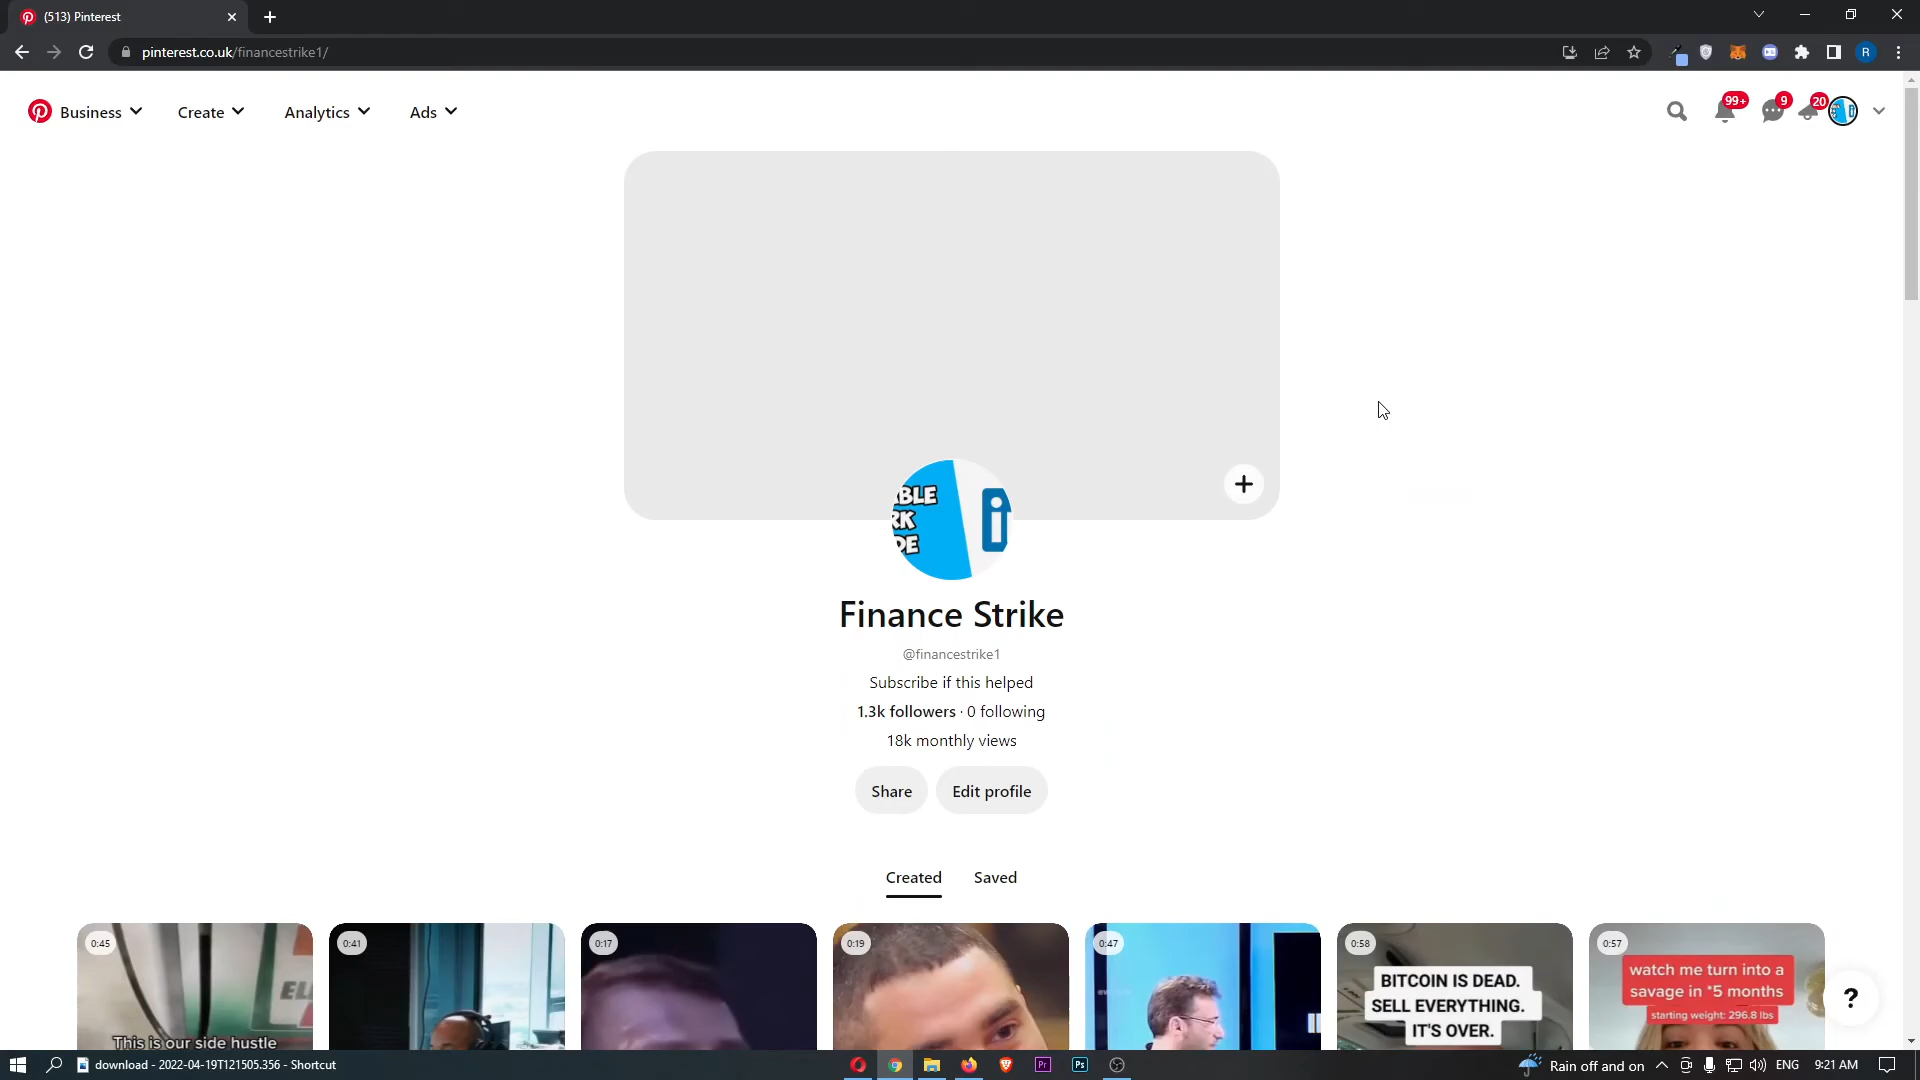 (513) Pinterest
pinterest.co.uk/financestrike1/
Business
Create
Analytics
Ads
99+
9
20
Finance Strike
@financestrike1
Subscribe if this helped
1.3k followers · 0 following
18k monthly views
Share
Edit profile
Created
Saved
0:45
This is our side hustle
0:41
0:17
0:19
0:47
0:58
BITCOIN IS DEAD.
SELL EVERYTHING.
IT'S OVER.
0:57
watch me turn into a
savage in *5 months
starting weight: 296.8 lbs
?
download - 2022-04-19T121505.356 - Shortcut
Pr
Ps
Rain off and on
ENG
9:21 AM